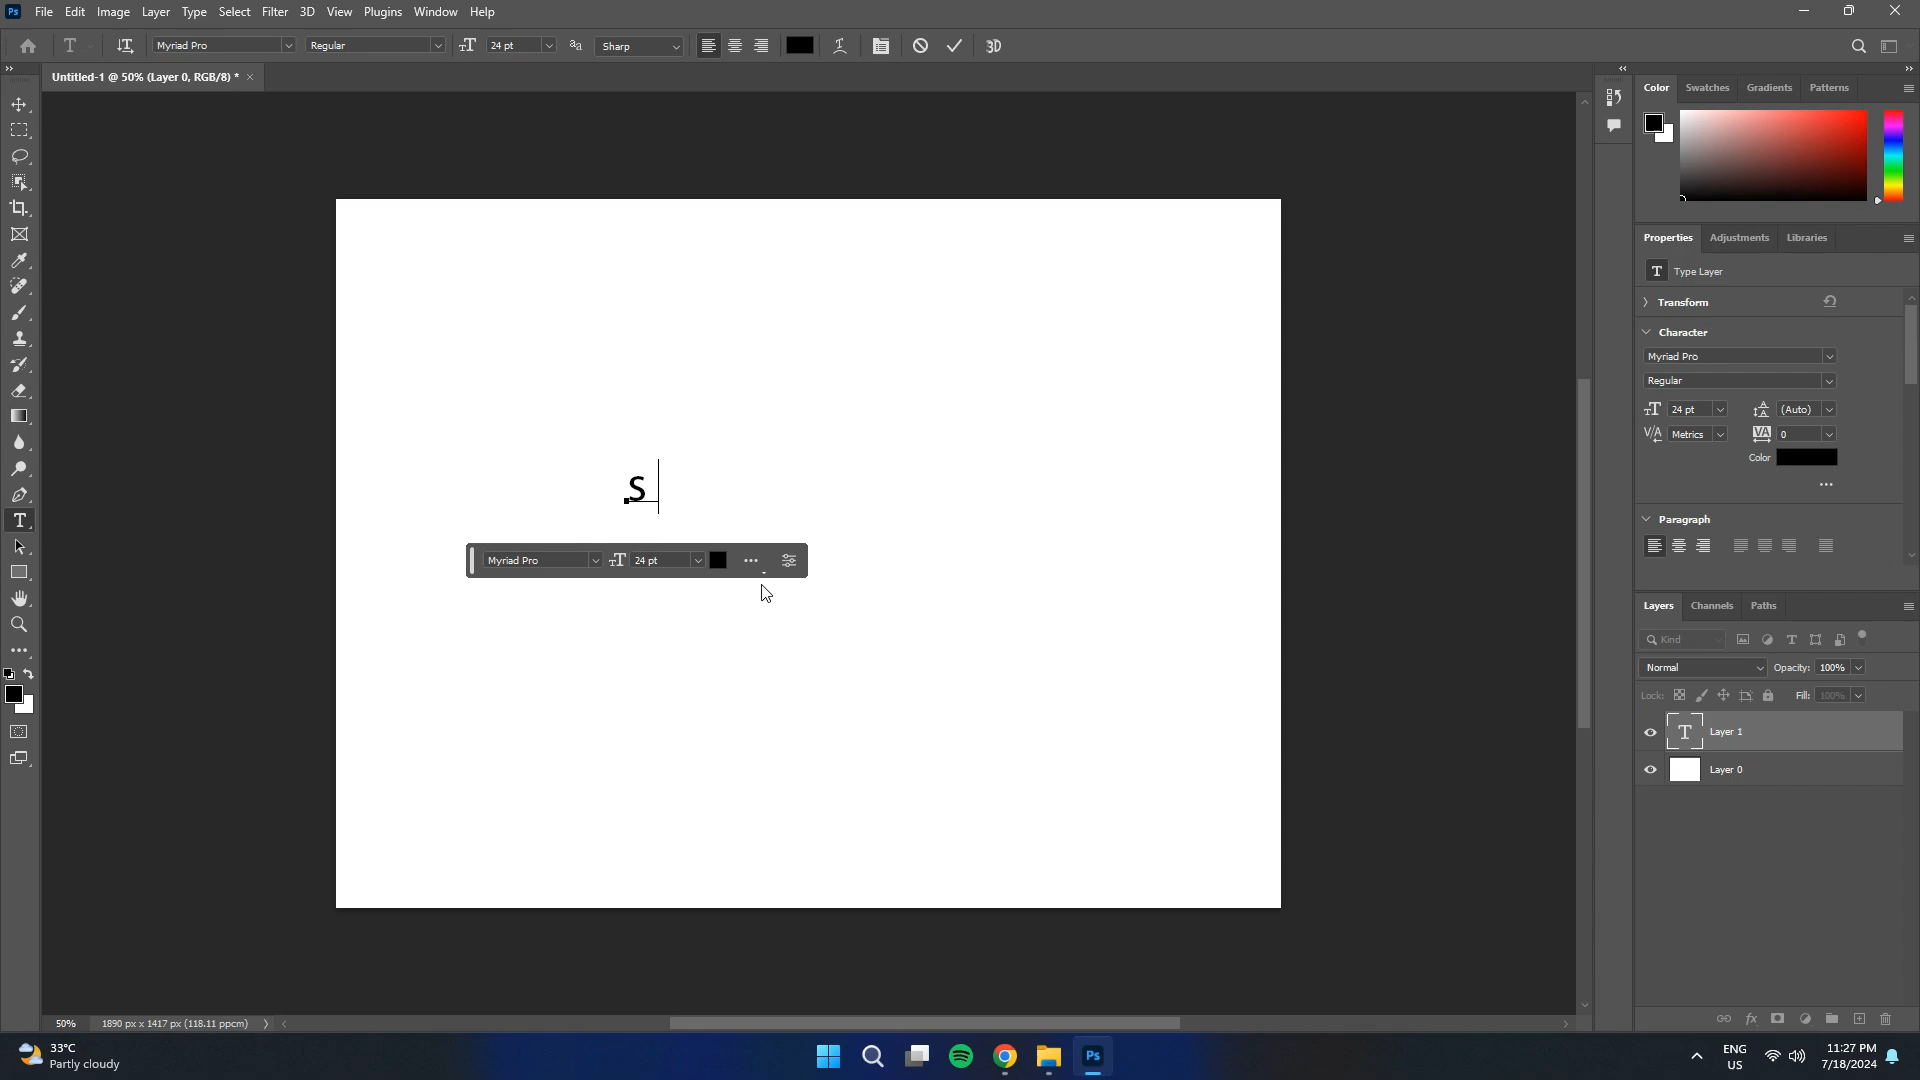 Ps File Edit Image Layer Type Select Filter 3D View Plugins Window Help
T Myriad Pro Regular 24 pt aa Sharp 3D
Untitled-1 @ 50% (Layer 0, RGB/8) *
Color Swatches Gradients Patterns
Properties Adjustments Libraries
T Type Layer
Transform
Character
Myriad Pro
Regular
24 pt (Auto)
Metrics 0
Color
Paragraph
S
Myriad Pro 24 pt
Layers Channels Paths
Kind
Normal Opacity: 100%
Lock: Fill: 100%
T Layer 1
Layer 0
50% 1890 px x 1417 px (118.11 ppcm)
33°C
Partly cloudy
Ps
ENG
US
11:27 PM
7/18/2024